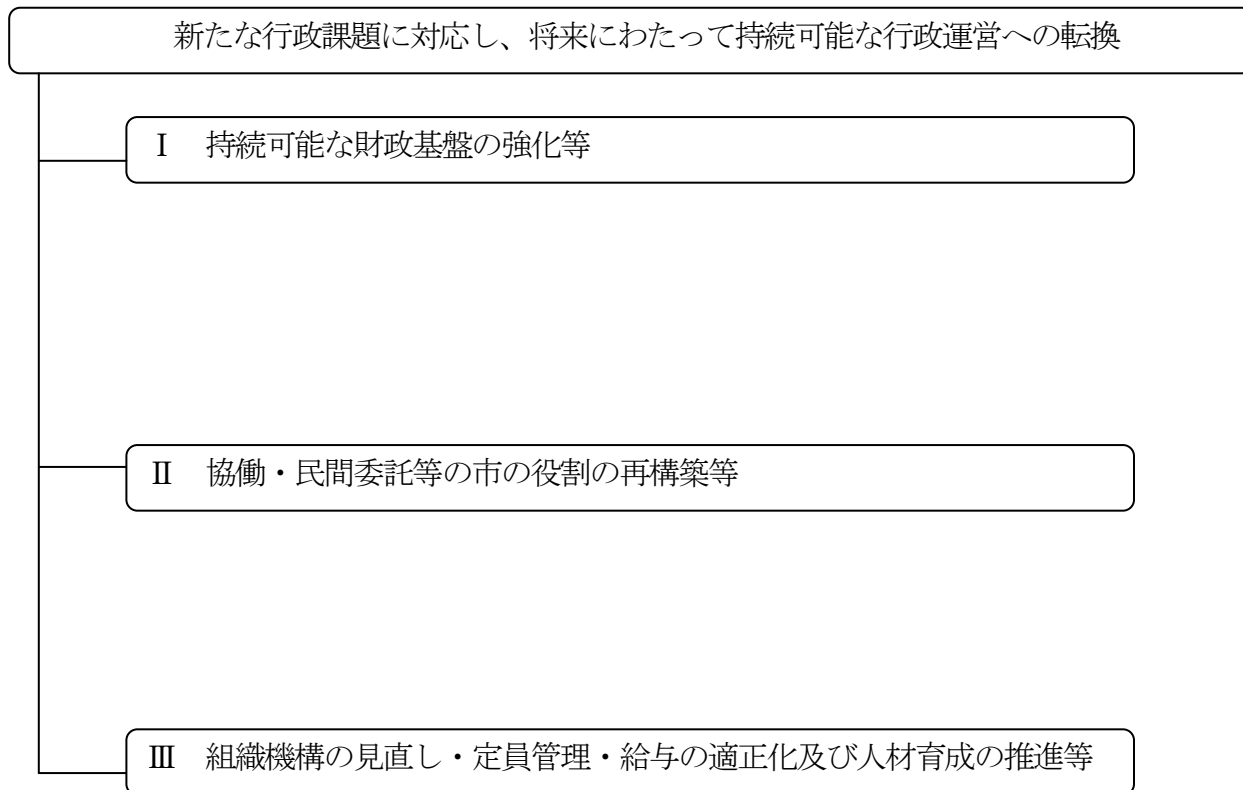 新たな行政課題に対応し、将来にわたって持続可能な行政運営への転換
Ⅰ　持続可能な財政基盤の強化等
Ⅱ　協働・民間委託等の市の役割の再構築等
Ⅲ　組織機構の見直し・定員管理・給与の適正化及び人材育成の推進等